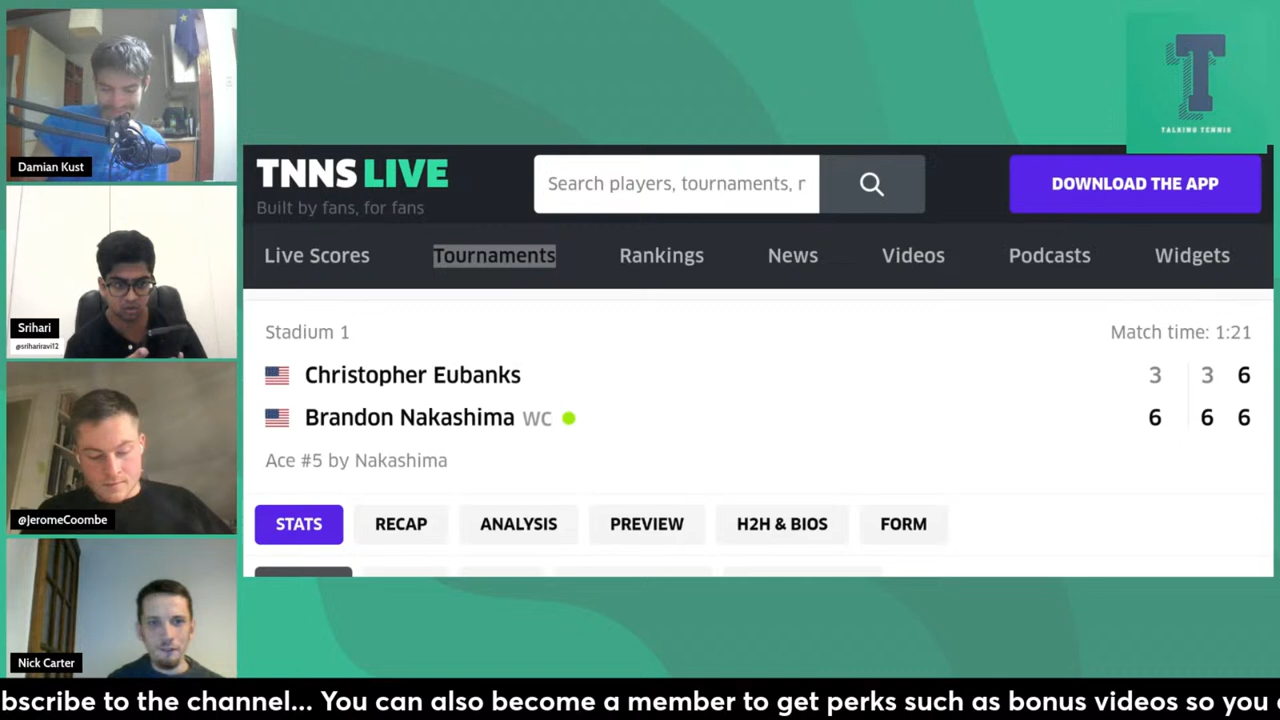 Damian Kust
Srihari
@srihariravi12
@JeromeCoombe
Nick Carter
T
TALKING TENNIS
TNNS LIVE
Built by fans, for fans
Search players, tournaments, r
DOWNLOAD THE APP
Live Scores Tournaments Rankings News Videos Podcasts Widgets
Stadium 1 Match time: 1:21
Christopher Eubanks 3 3 6
Brandon Nakashima WC 6 6 6
Ace #5 by Nakashima
STATS RECAP ANALYSIS PREVIEW H2H & BIOS FORM
bscribe to the channel... You can also become a member to get perks such as bonus videos so you